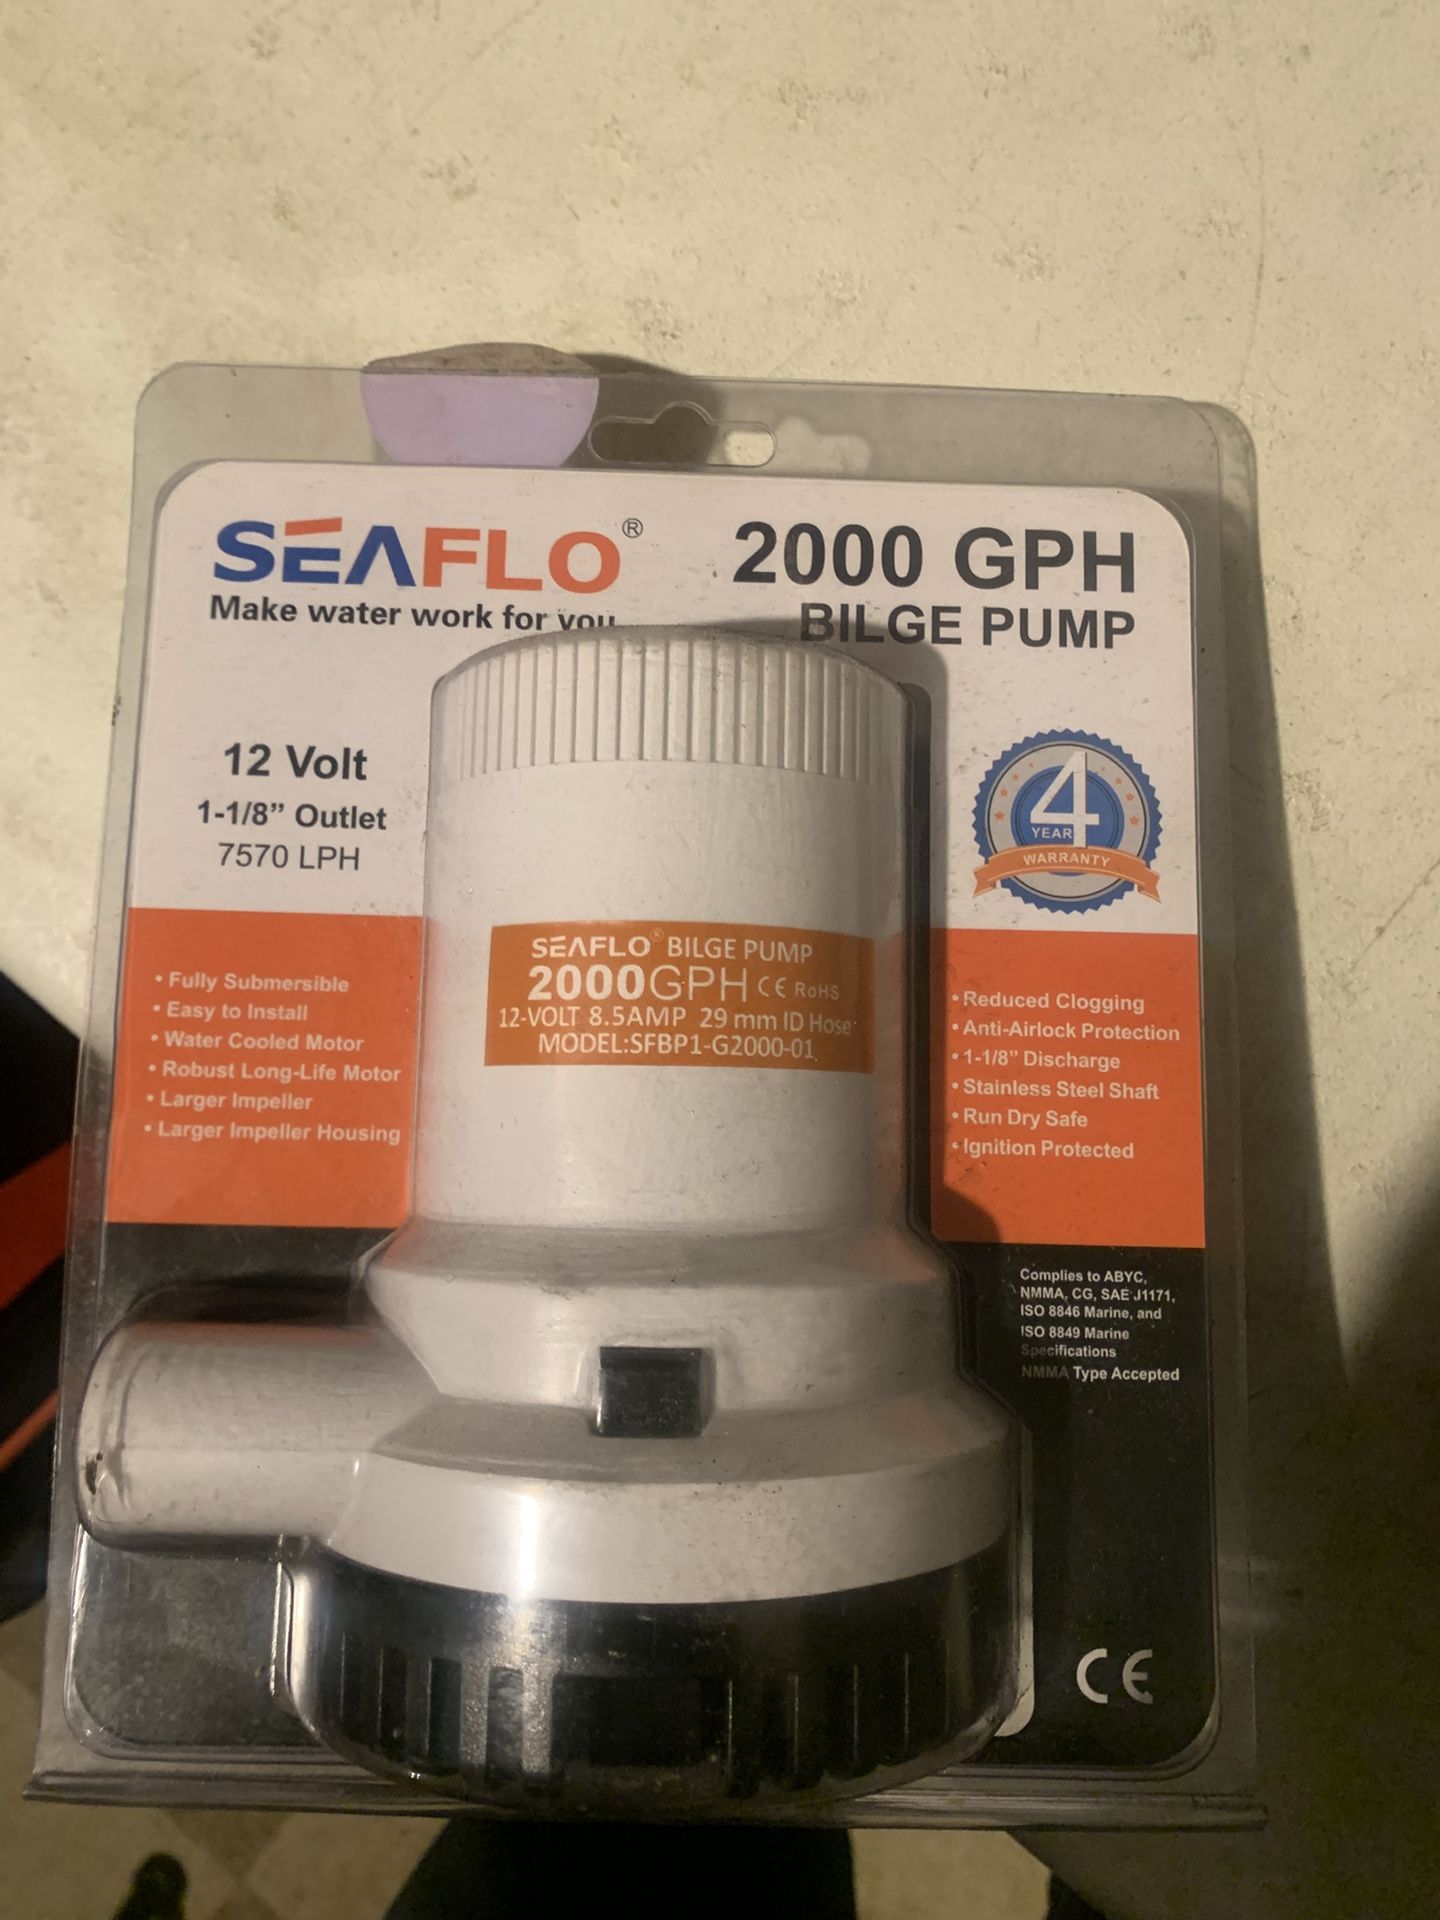 SEAFLO®
Make water work for you
2000 GPH
BILGE PUMP
12 Volt
1-1/8” Outlet
7570 LPH
4
YEAR
WARRANTY
• Fully Submersible
• Easy to Install
• Water Cooled Motor
• Robust Long-Life Motor
• Larger Impeller
• Larger Impeller Housing
SEAFLO® BILGE PUMP
2000GPH CE RoHS
12-VOLT 8.5AMP 29 mm ID Hose
MODEL:SFBP1-G2000-01
• Reduced Clogging
• Anti-Airlock Protection
• 1-1/8” Discharge
• Stainless Steel Shaft
• Run Dry Safe
• Ignition Protected
Complies to ABYC,
NMMA, CG, SAE J1171,
ISO 8846 Marine, and
ISO 8849 Marine
Specifications
NMMA Type Accepted
CE